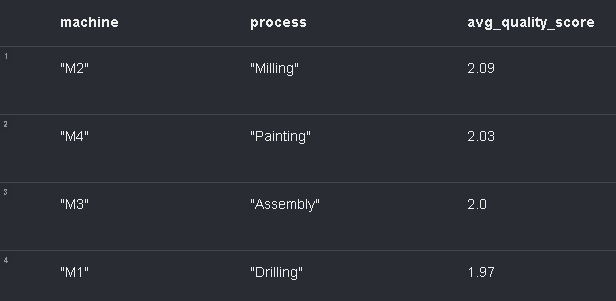 machine process avg_quality_score
1 "M2" "Milling" 2.09
2 "M4" "Painting" 2.03
3 "M3" "Assembly" 2.0
4 "M1" "Drilling" 1.97